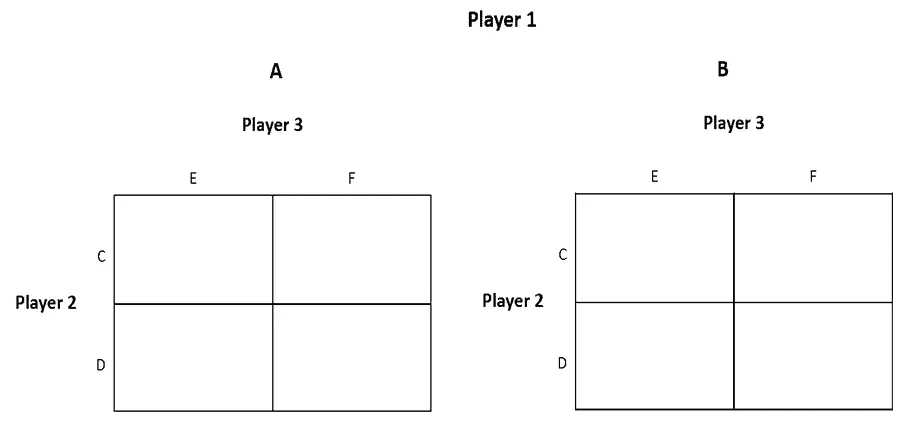 Player 1
A
B
Player 3
Player 3
E F
E F
C
C
Player 2
Player 2
D
D